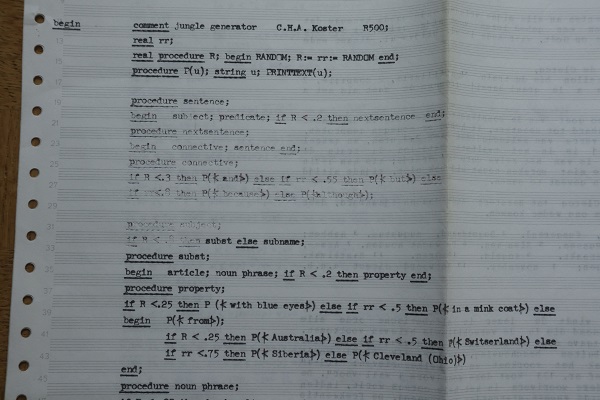 begin comment jungle generator C.H.A. Koster R500;
real rr;
real procedure R; begin RANDOM; R:= rr:= RANDOM end;
procedure P(u); string u; PRINTTEXT(u);
procedure sentence;
begin subject; predicate; if R < .2 then nextsentence end;
procedure nextsentence;
begin connective; sentence end;
procedure connective;
if R <.3 then P(⊀ and⊁) else if rr < .55 then P(⊀ but⊁) else
if rr< then P(⊀ because⊁) else P(⊀although⊁);
procedure subject;
if R < then subst else subname;
procedure subst;
begin article; noun phrase; if R < .2 then property end;
procedure property;
if R <.25 then P (⊀ with blue eyes⊁) else if rr < .5 then P(⊀ in a mink coat⊁) else
begin P(⊀ from⊁);
if R < .25 then P(⊀ Australia⊁) else if rr < .5 then P(⊀ Switserland⊁) else
if rr <.75 then P(⊀ Siberia⊁) else P(⊀ Cleveland (Ohio)⊁)
end;
procedure noun phrase;